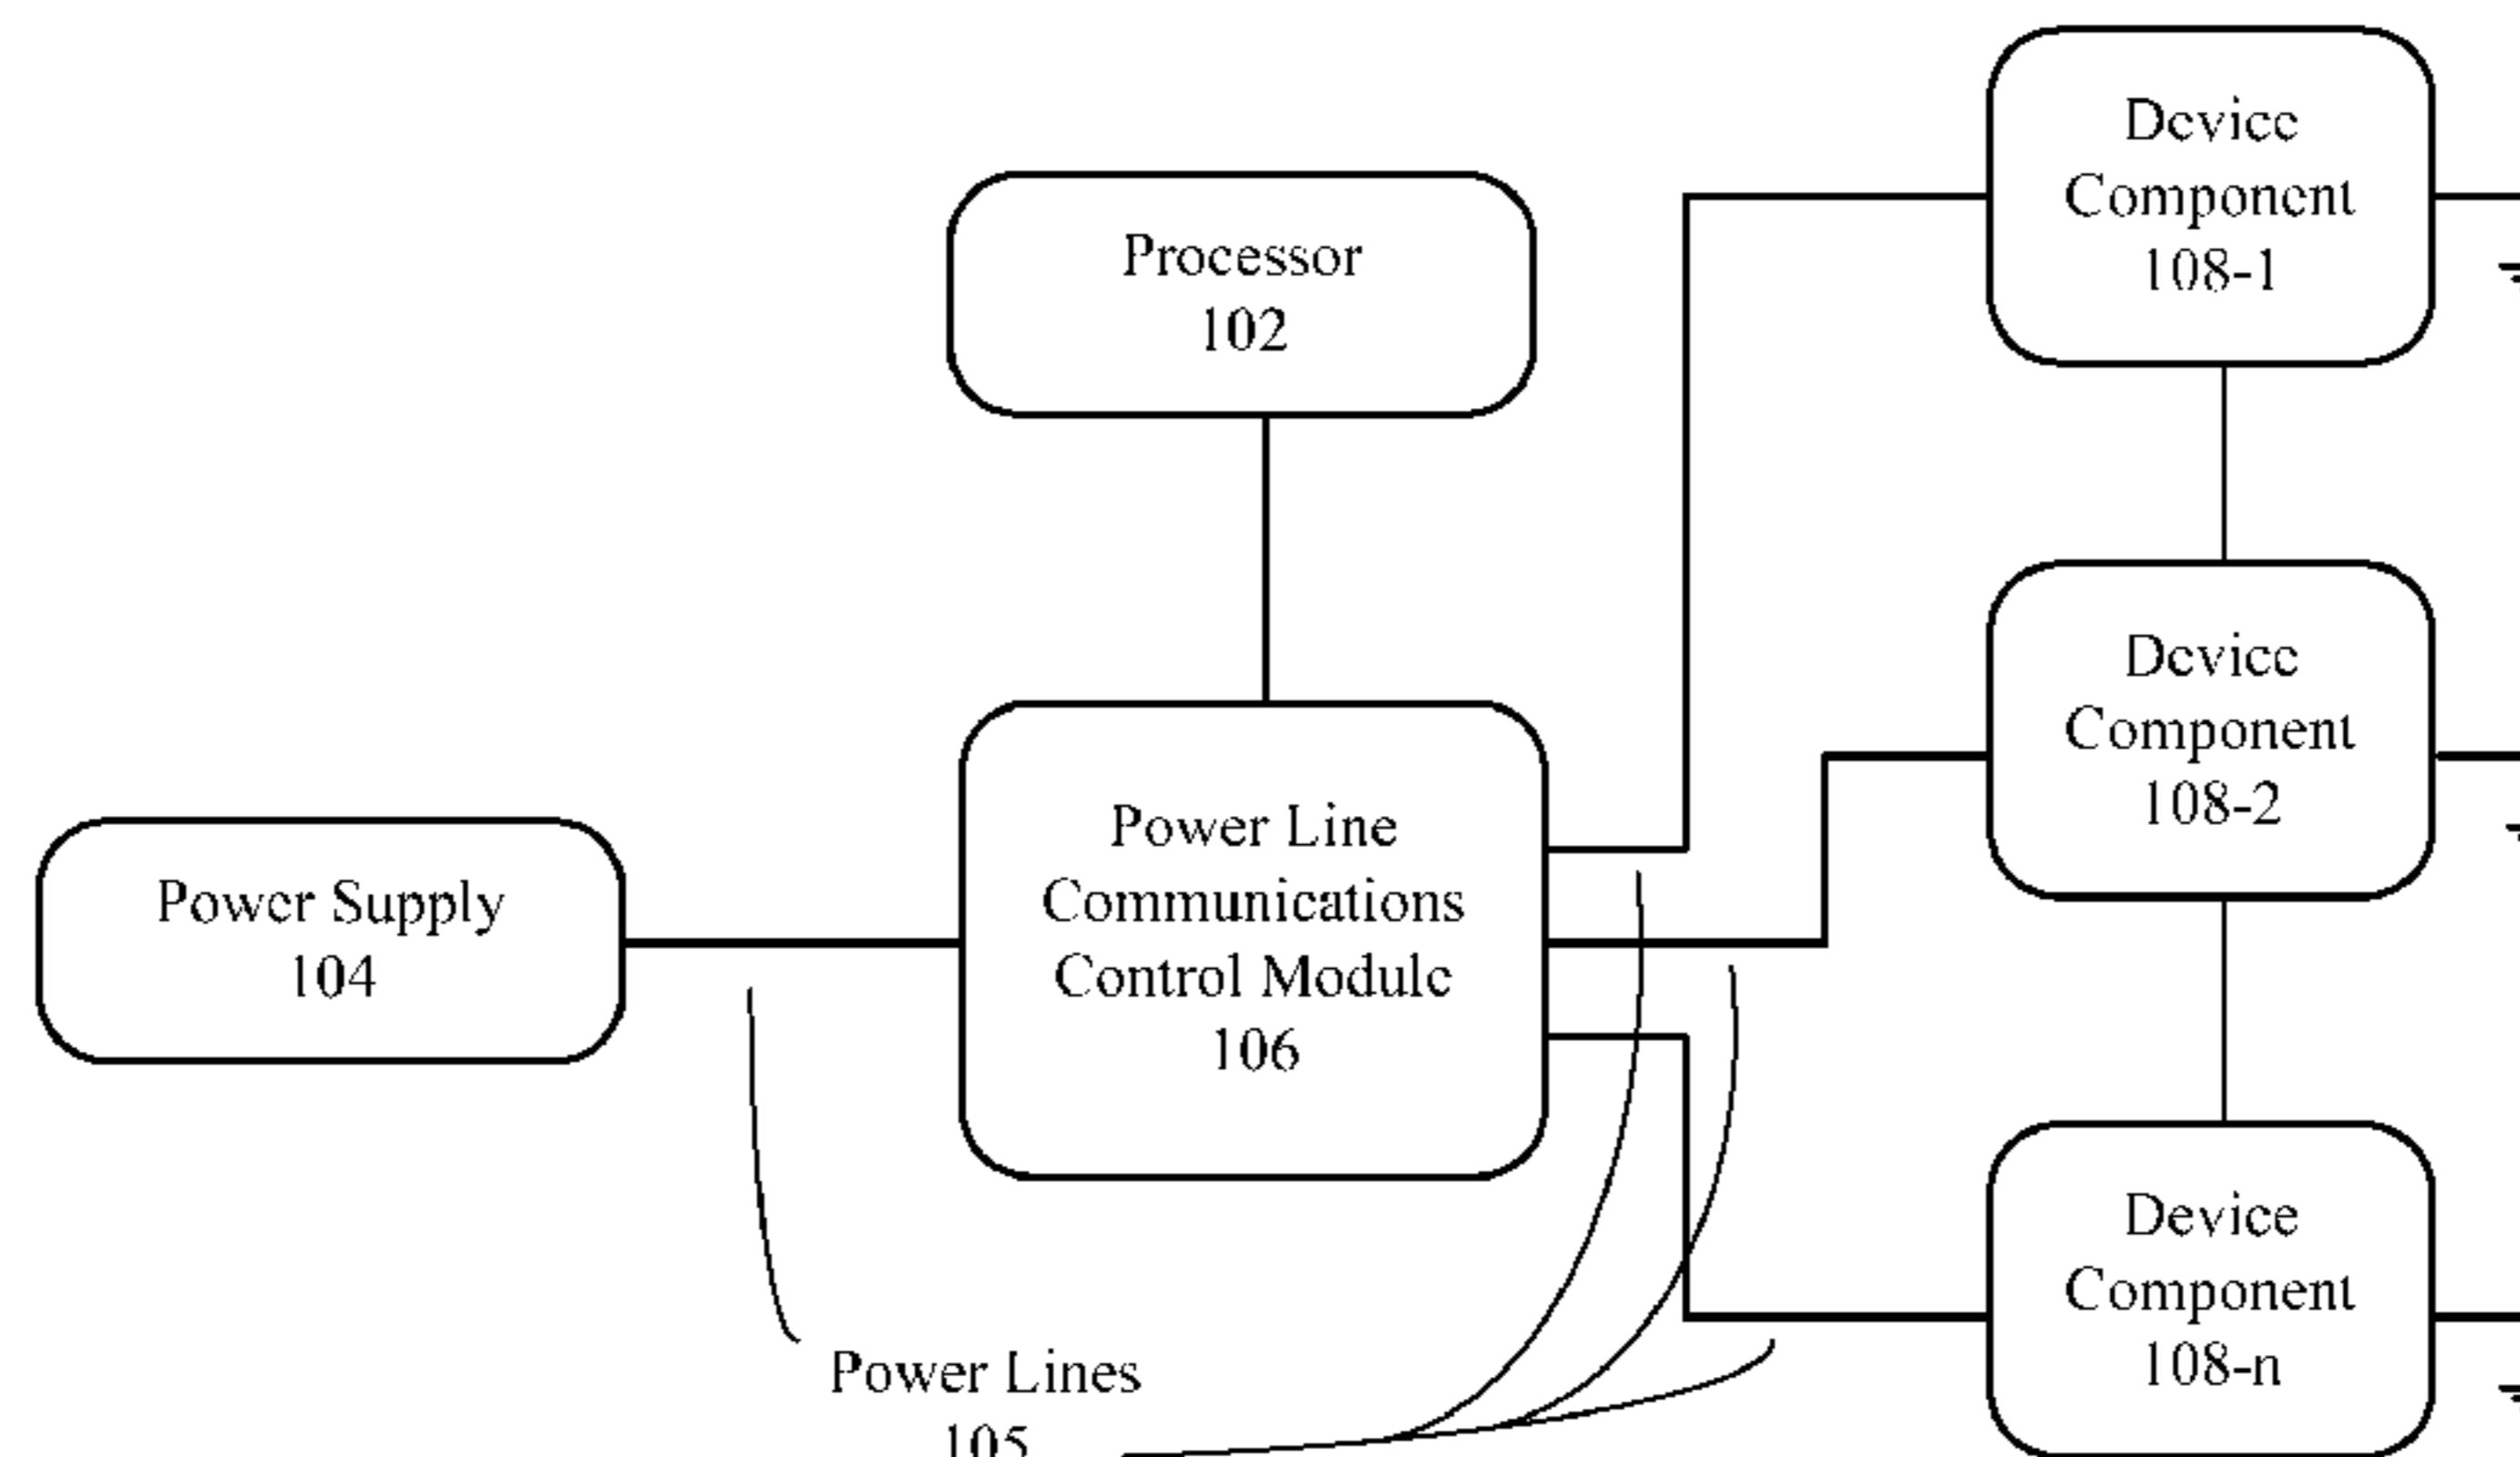 Device
Component
108-1
Processor
102
Device
Component
108-2
Power Line
Communications
Control Module
106
Power Supply
104
Device
Component
108-n
Power Lines
105